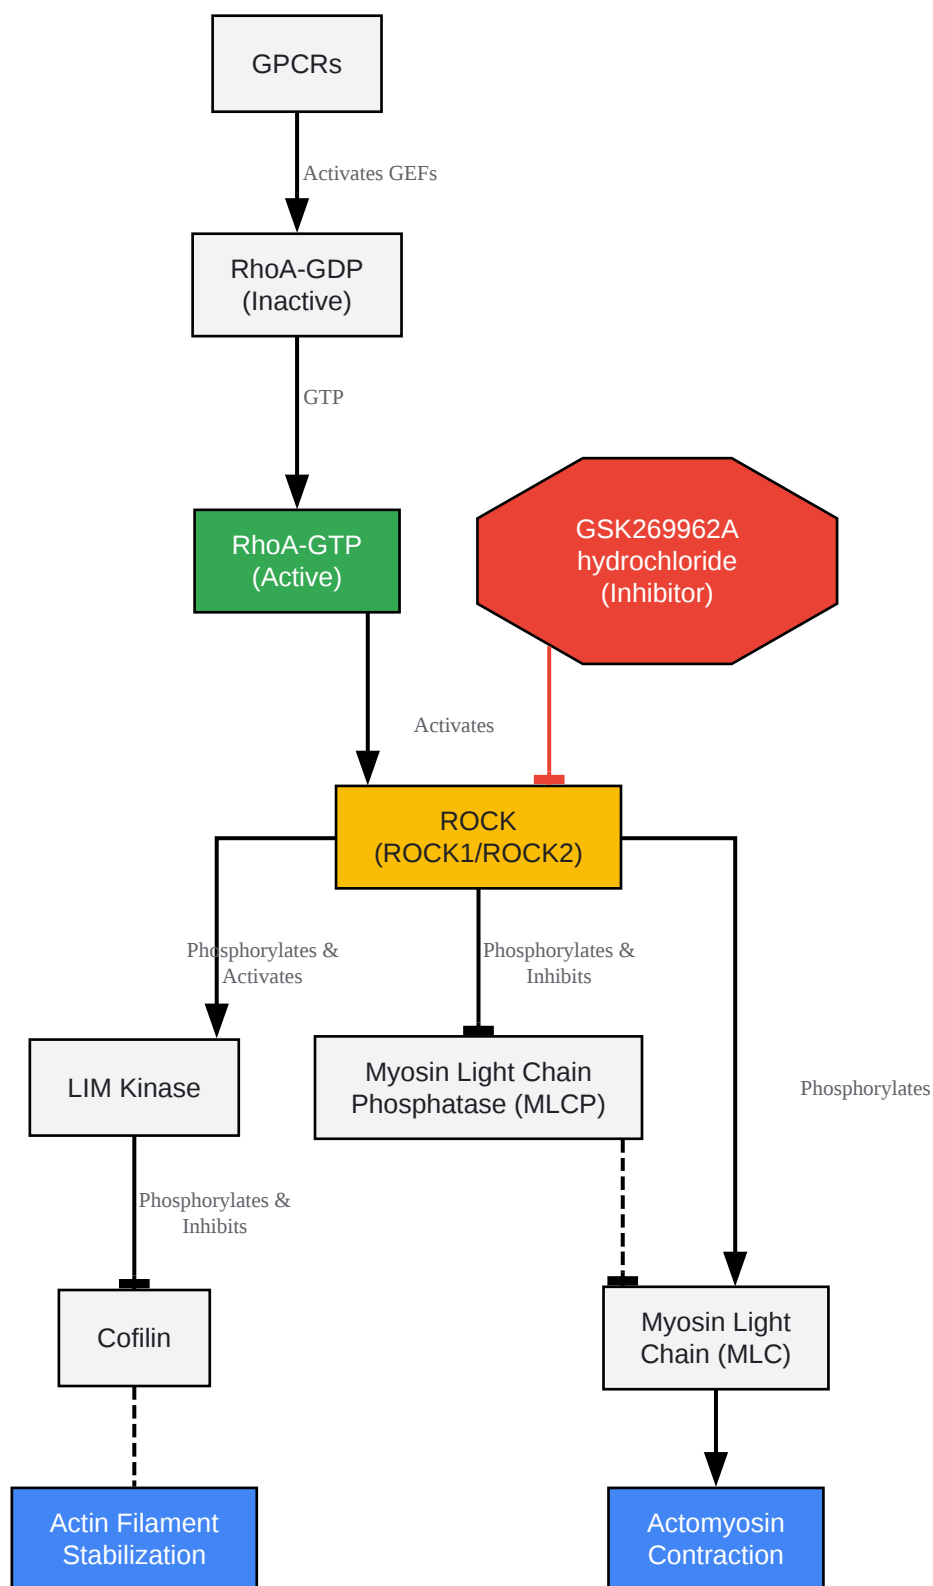 GPCRs
Activates GEFs
RhoA-GDP
(Inactive)
GTP
RhoA-GTP
(Active)
GSK269962A
hydrochloride
(Inhibitor)
Activates
ROCK
(ROCK1/ROCK2)
Phosphorylates &
Activates
Phosphorylates &
Inhibits
LIM Kinase
Myosin Light Chain
Phosphatase (MLCP)
Phosphorylates
Phosphorylates &
Inhibits
Cofilin
Myosin Light
Chain (MLC)
Actin Filament
Stabilization
Actomyosin
Contraction